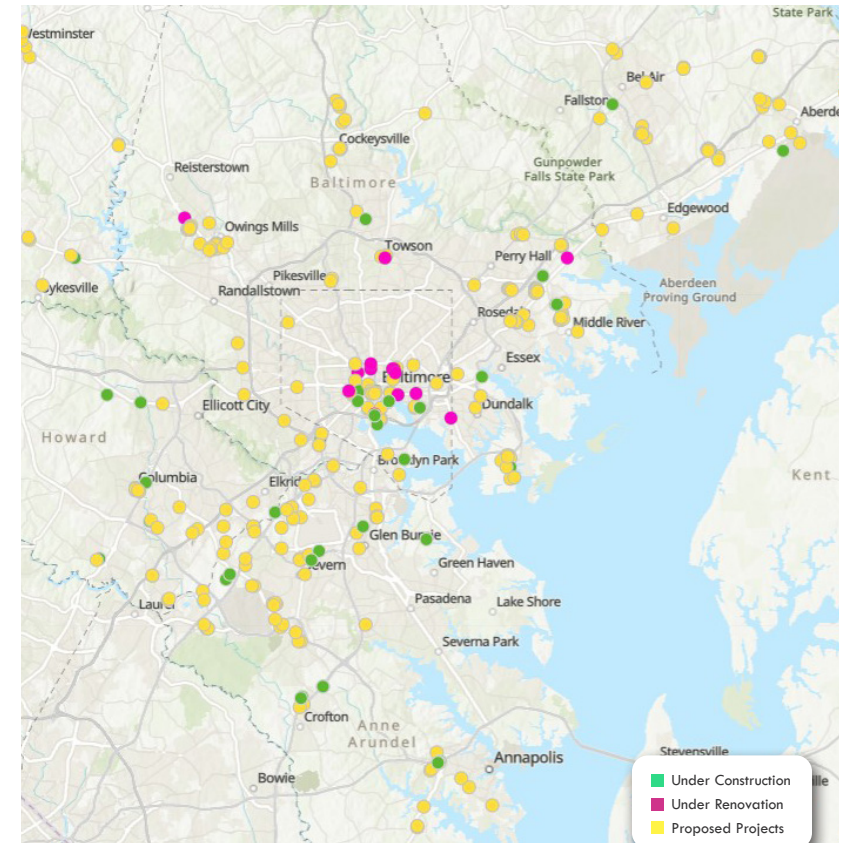 State Park
/estminster
Bel Air
Fallston
Aberde
Cockeysville
Reisterstown
Gunpowder
Falls State Park
Baltimore
Edgewood
Owings Mills
Towson
Perry Hall
Pikesville
Sykesville
Randallstown
Aberdeen
Proving Ground
Middle River
Essex
Baltimore
Dundalk
Ellicott City
Howard
Brooklyn Park
Kent
Columbia
Elkrid
Glen Burnie
Severn
Green Haven
Pasadena
Lake Shore
Laurel
Severna Park
Crofton
Anne
Arundel
Annapolis
Stevensville
Bowie
ille
Under Construction
Under Renovation
Proposed Projects